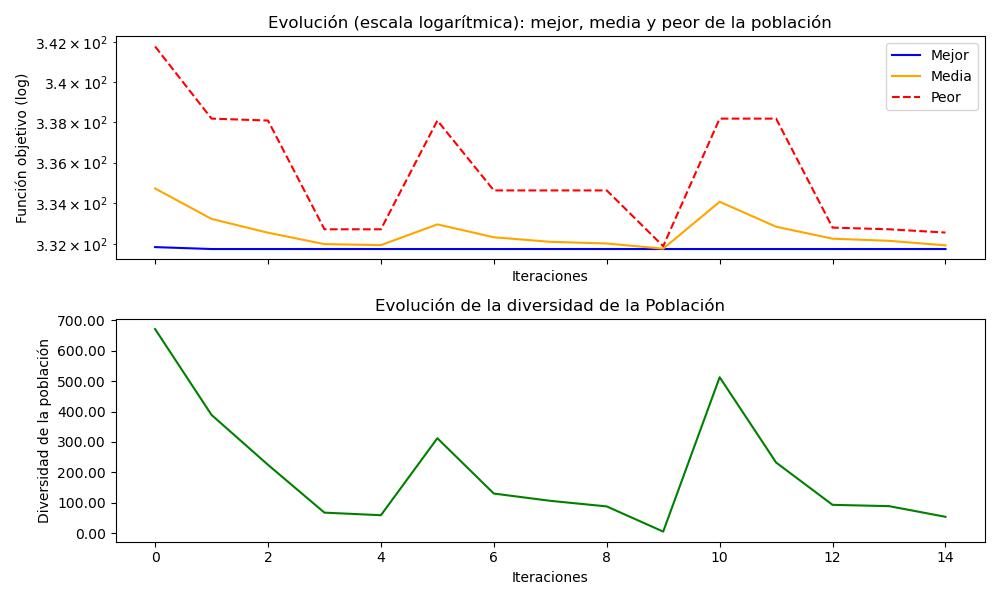 Evolución (escala logarítmica): mejor, media y peor de la población
Función objetivo (log)
3.42 × 10²
3.4 × 10²
3.38 × 10²
3.36 × 10²
3.34 × 10²
3.32 × 10²
Mejor
Media
Peor
Iteraciones
Evolución de la diversidad de la Población
Diversidad de la población
700.00
600.00
500.00
400.00
300.00
200.00
100.00
0.00
0 2 4 6 8 10 12 14
Iteraciones